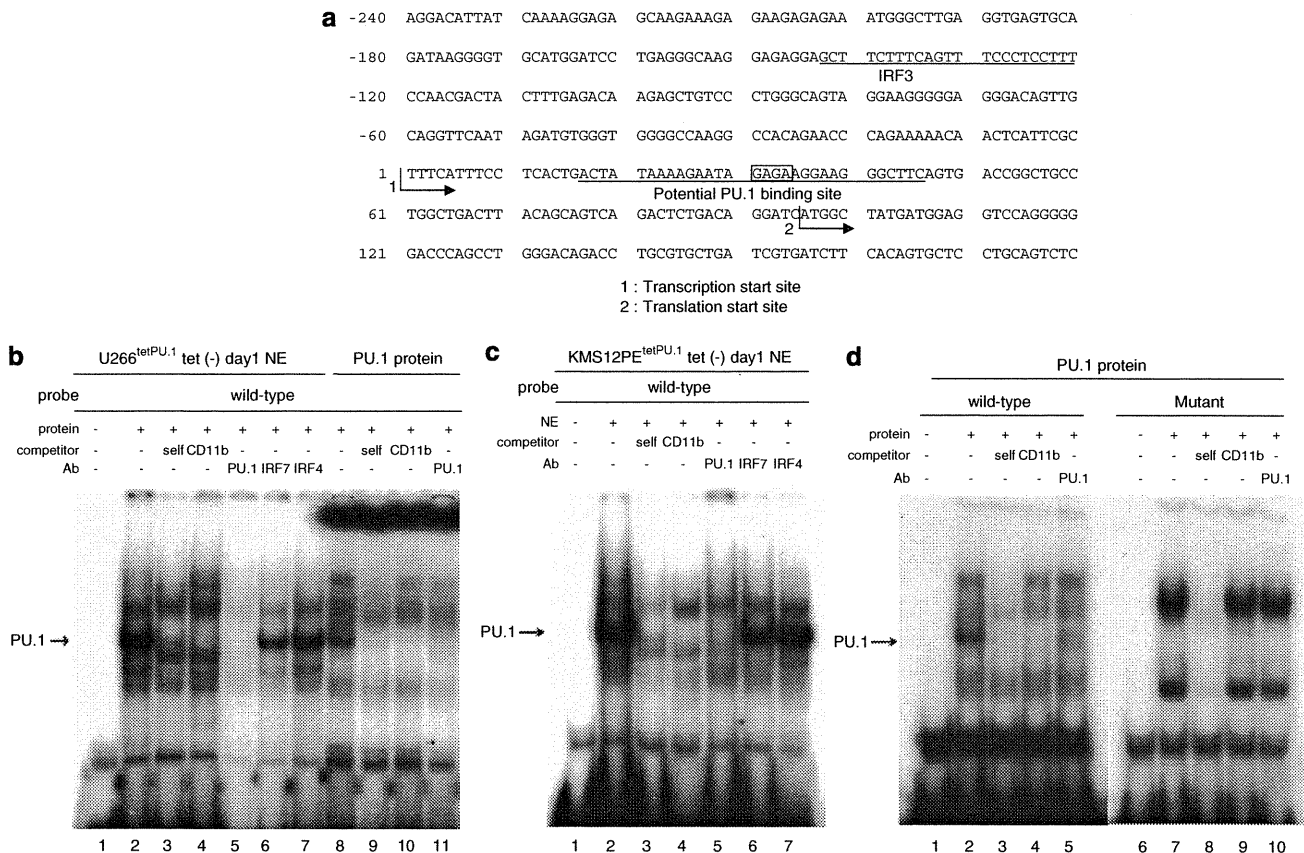 a
-240 AGGACATTATC CAAAAGGAGA GCAAGAAAGA GAAGAGAGAA ATGGGCTTGA GGTGAGTGCA
-180 GATAAGGGGT GCATGGATCC TGAGGGCAAG GAGAGGAGCT TCTTTCAGTT TCCCTCCTTT
IRF3
-120 CCAACGACTA CTTTGAGACA AGAGCTGTCC CTGGGCAGTA GGAAGGGGGA GGGACAGTTG
-60 CAGGTTCAAT AGATGTGGGT GGGGCCAAGG CCACAGAACC CAGAAAAACA ACTCATTCGC
1 TTTCATTTCC TCACTGACTA TAAAAGAATA GAGAAGGAAG GGCTTCAGTG ACCGGCTGCC
1 Potential PU.1 binding site
61 TGGCTGACTT ACAGCAGTCA GACTCTGACA GGATCATGGC TATGATGGAG GTCCAGGGGG
2
121 GACCCAGCCT GGGACAGACC TGCGTGCTGA TCGTGATCTT CACAGTGCTC CTGCAGTCTC
1 : Transcription start site
2 : Translation start site
b
U266tetPU.1 tet (-) day1 NE PU.1 protein
probe wild-type
protein - + + + + + + + + + +
competitor - - self CD11b - - - - self CD11b -
Ab - - - - PU.1 IRF7 IRF4 - - - PU.1
PU.1
1 2 3 4 5 6 7 8 9 10 11
c
KMS12PEtetPU.1 tet (-) day1 NE
probe wild-type
NE - + + + + + +
competitor - - self CD11b - - -
Ab - - - - PU.1 IRF7 IRF4
PU.1
1 2 3 4 5 6 7
d
PU.1 protein
wild-type Mutant
protein - + + + + - + + + +
competitor - - self CD11b - - - self CD11b -
Ab - - - - PU.1 - - - - PU.1
PU.1
1 2 3 4 5 6 7 8 9 10